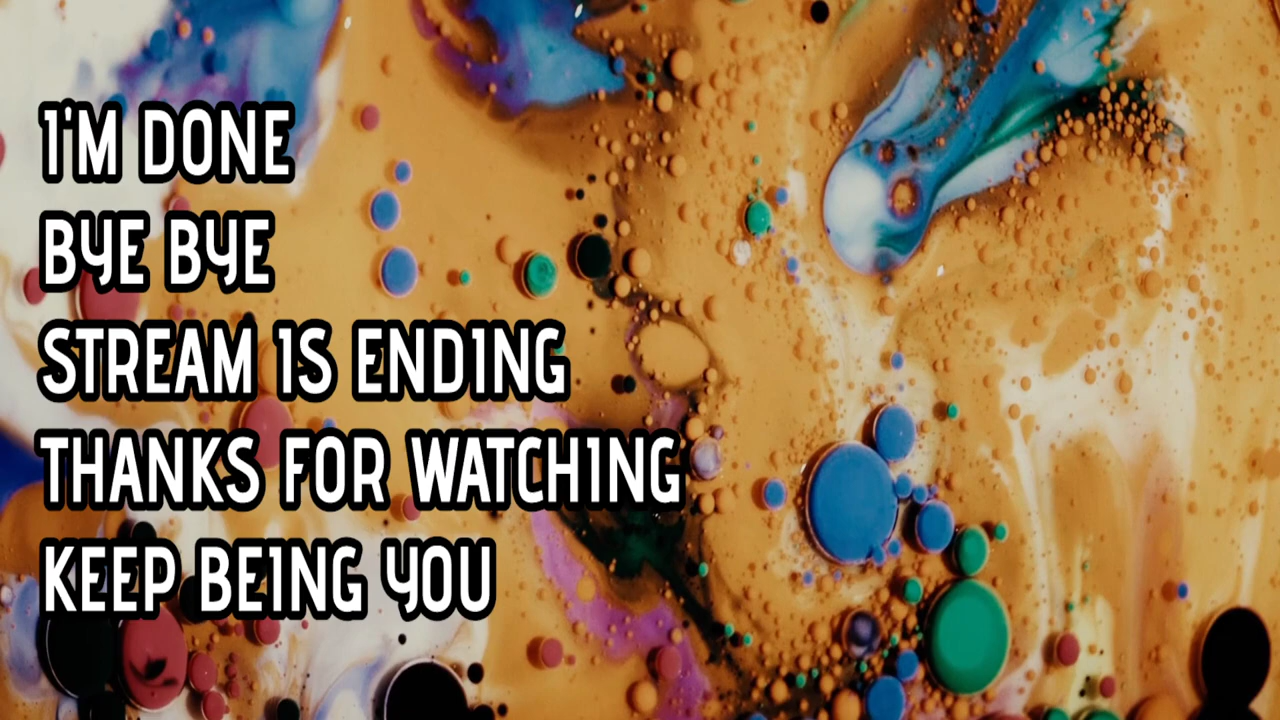 I'M DONE
BYE BYE
STREAM IS ENDING
THANKS FOR WATCHING
KEEP BEING YOU